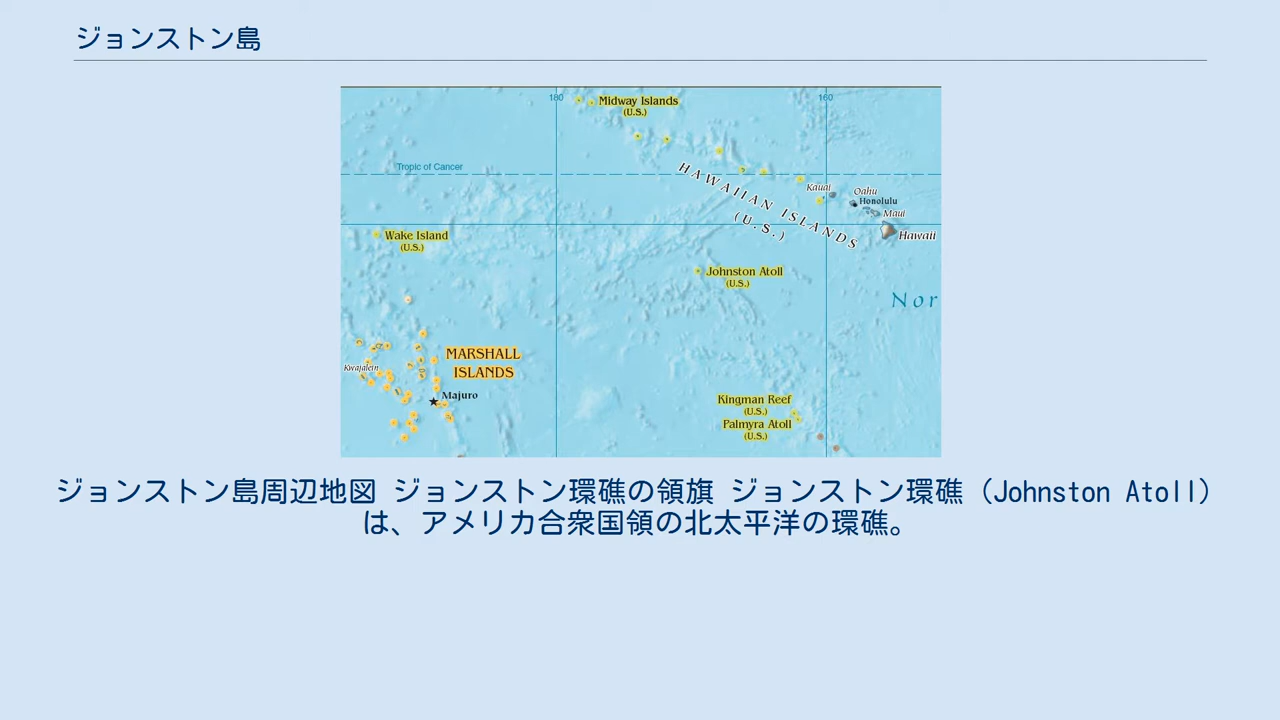 ジョンストン島
180
160
Midway Islands
(U.S.)
Tropic of Cancer
HAWAIIAN ISLANDS
(U.S.)
Kauai
Oahu
Honolulu
Maui
Hawaii
Wake Island
(U.S.)
Johnston Atoll
(U.S.)
Nor
MARSHALL
ISLANDS
Kwajalein
Majuro
Kingman Reef
(U.S.)
Palmyra Atoll
(U.S.)
ジョンストン島周辺地図 ジョンストン環礁の領旗 ジョンストン環礁（Johnston Atoll）
は、アメリカ合衆国領の北太平洋の環礁。